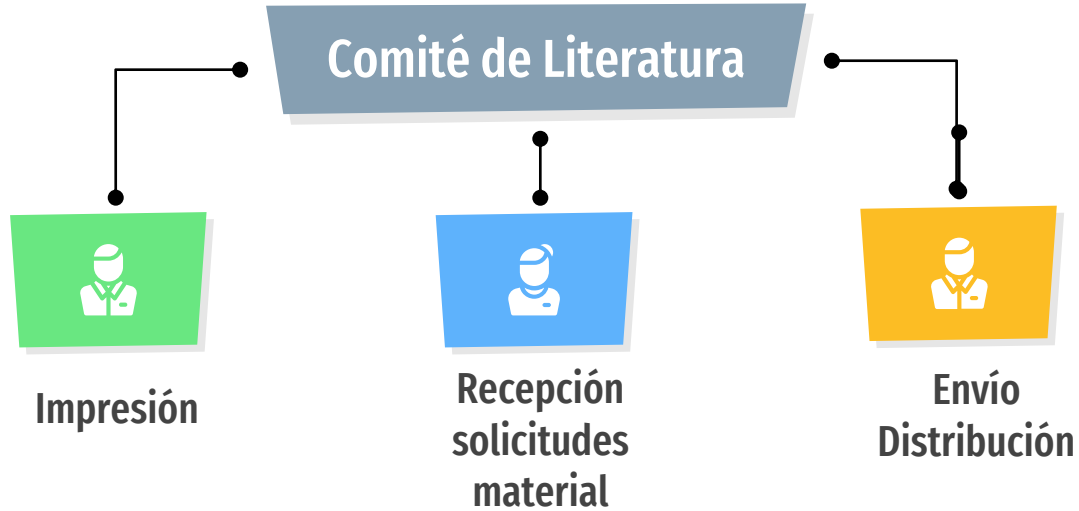 Comité de Literatura
Impresión
Recepción
solicitudes
material
Envío
Distribución